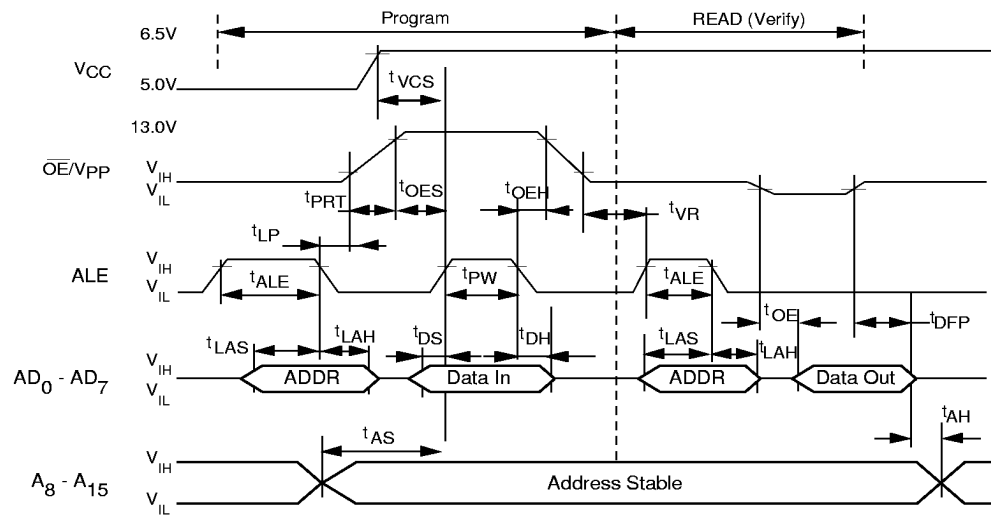 Program READ (Verify)
6.5V
VCC
5.0V
tVCS
13.0V
OE/VPP
VIH
VIL
tPRT tOES tOEH tVR
tLP
ALE
VIH
VIL
tALE tPW tALE
tOE tDFP
tLAS tLAH tDS tDH tLAS tLAH
AD0 - AD7
VIH
VIL
ADDR Data In ADDR Data Out
tAS tAH
A8 - A15
VIH
VIL
Address Stable